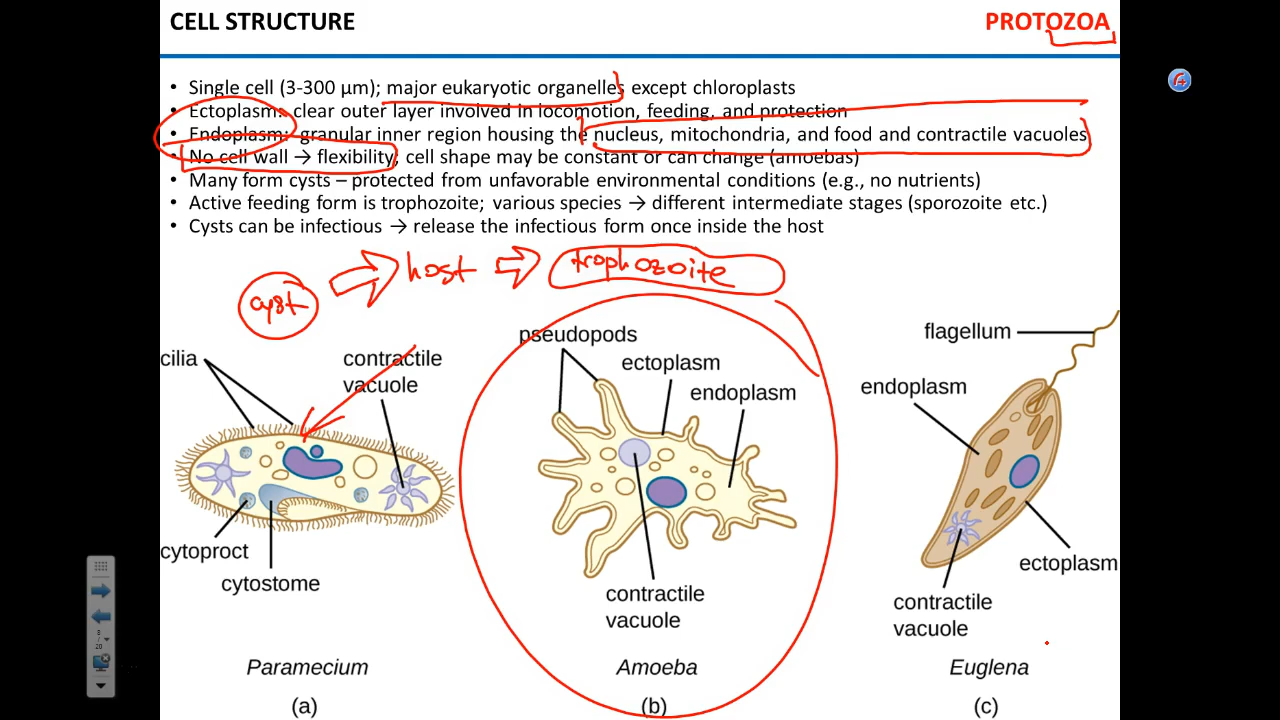 CELL STRUCTURE
PROTOZOA
• Single cell (3-300 μm); major eukaryotic organelles except chloroplasts
• Ectoplasm: clear outer layer involved in locomotion, feeding, and protection
• Endoplasm: granular inner region housing the nucleus, mitochondria, and food and contractile vacuoles
• No cell wall → flexibility; cell shape may be constant or can change (amoebas)
• Many form cysts – protected from unfavorable environmental conditions (e.g., no nutrients)
• Active feeding form is trophozoite; various species → different intermediate stages (sporozoite etc.)
• Cysts can be infectious → release the infectious form once inside the host
cyst ⇒ host ⇒ trophozoite
cilia
contractile
vacuole
cytoproct
cytostome
Paramecium
(a)
pseudopods
ectoplasm
endoplasm
contractile
vacuole
Amoeba
(b)
flagellum
endoplasm
ectoplasm
contractile
vacuole
Euglena
(c)
8
/
20